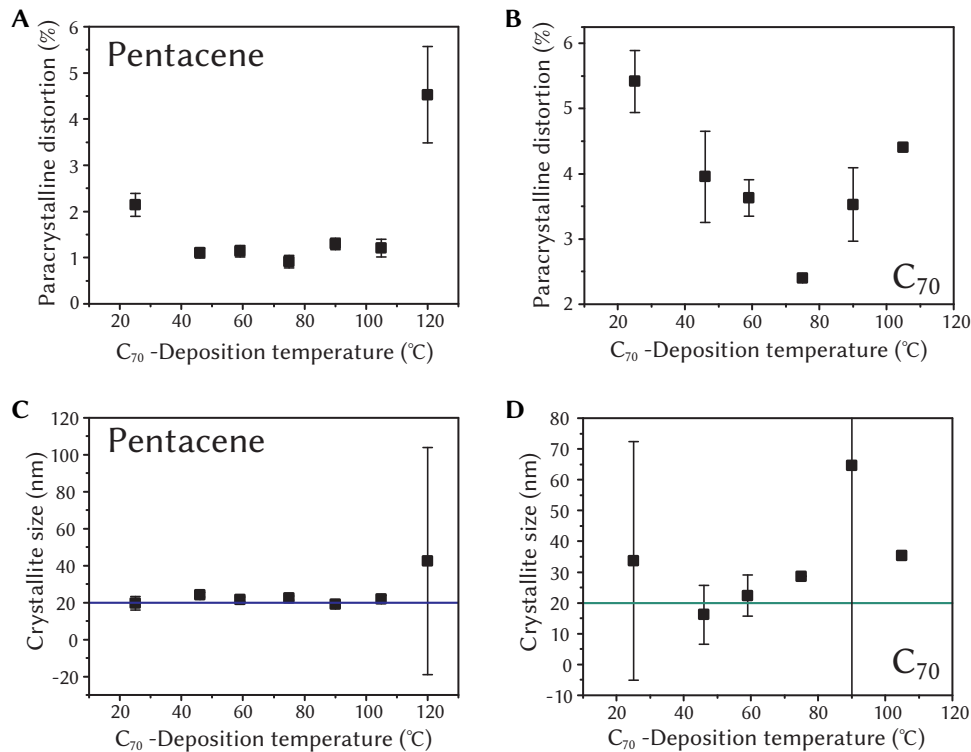 A
Pentacene
Paracrystalline distortion (%)
6
5
4
3
2
1
0
20 40 60 80 100 120
C₇₀ -Deposition temperature (℃)
B
Paracrystalline distortion (%)
6
5
4
3
2
C₇₀
20 40 60 80 100 120
C₇₀ -Deposition temperature (℃)
C
Pentacene
Crystallite size (nm)
120
100
80
60
40
20
0
-20
20 40 60 80 100 120
C₇₀ -Deposition temperature (℃)
D
Crystallite size (nm)
80
70
60
50
40
30
20
10
0
-10
C₇₀
20 40 60 80 100 120
C₇₀ -Deposition temperature (℃)